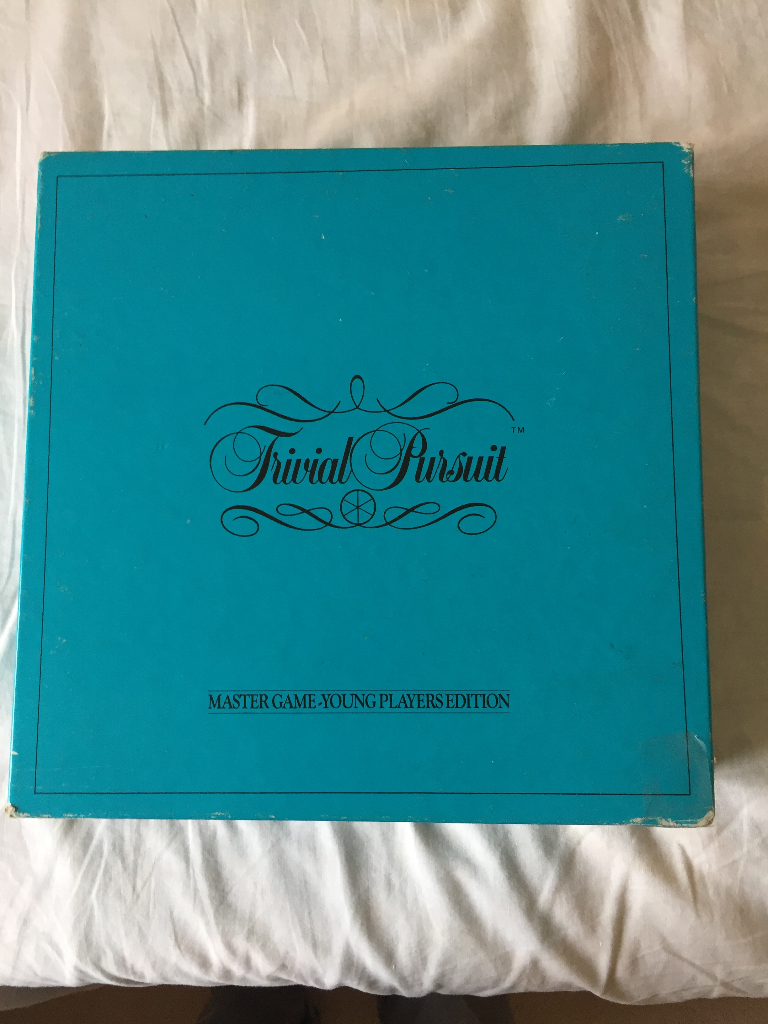 Trivial Pursuit™
MASTER GAME-YOUNG PLAYERS EDITION